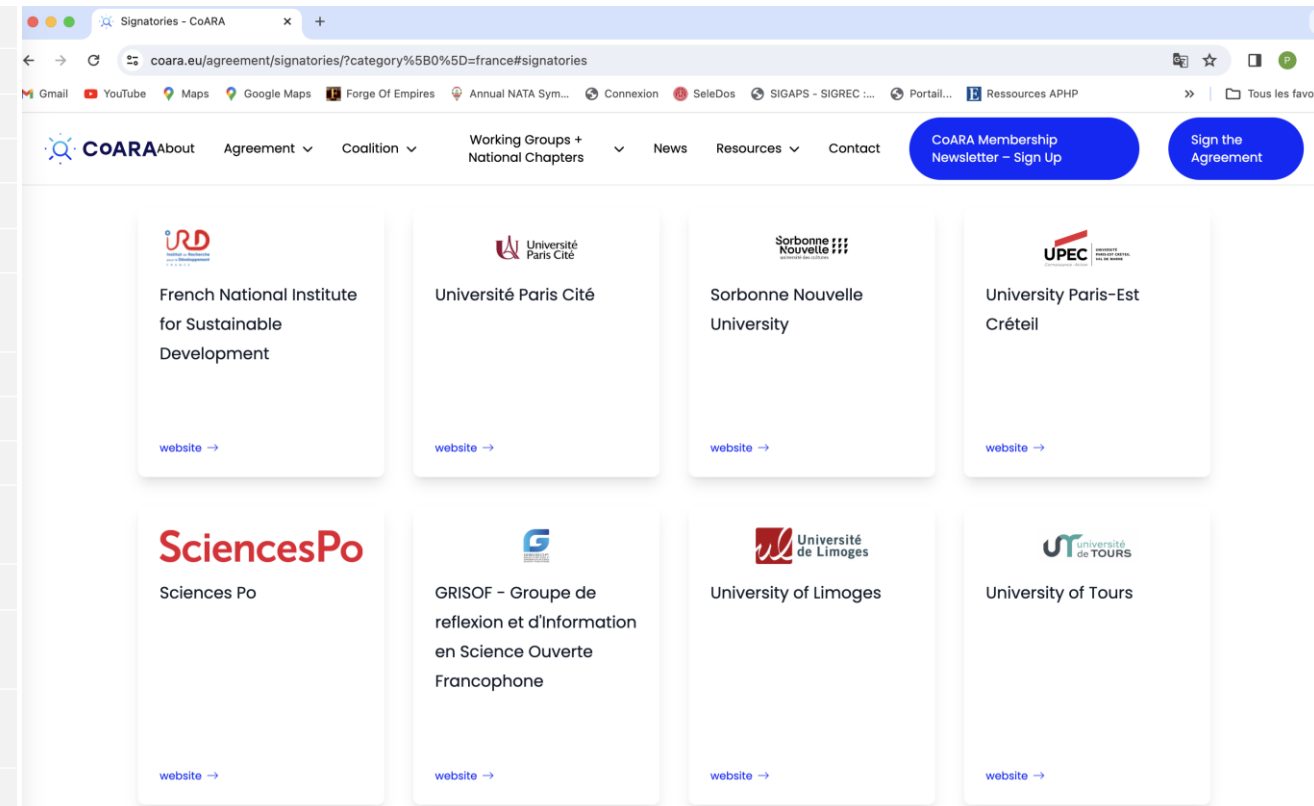 Signatories - CoARA
coara.eu/agreement/signatories/?category%5B0%5D=france#signatories
Gmail YouTube Maps Google Maps Forge Of Empires Annual NATA Sym... Connexion SeleDos SIGAPS - SIGREC :... Portail... Ressources APHP » Tous les favo
CoARA About Agreement Coalition Working Groups + National Chapters News Resources Contact CoARA Membership Newsletter – Sign Up Sign the Agreement
IRD
Université Paris Cité
Sorbonne Nouvelle
université des cultures
UPEC
French National Institute for Sustainable Development
Université Paris Cité
Sorbonne Nouvelle University
University Paris-Est Créteil
website →
website →
website →
website →
SciencesPo
G
Université de Limoges
université de TOURS
Sciences Po
GRISOF - Groupe de reflexion et d'Information en Science Ouverte Francophone
University of Limoges
University of Tours
website →
website →
website →
website →